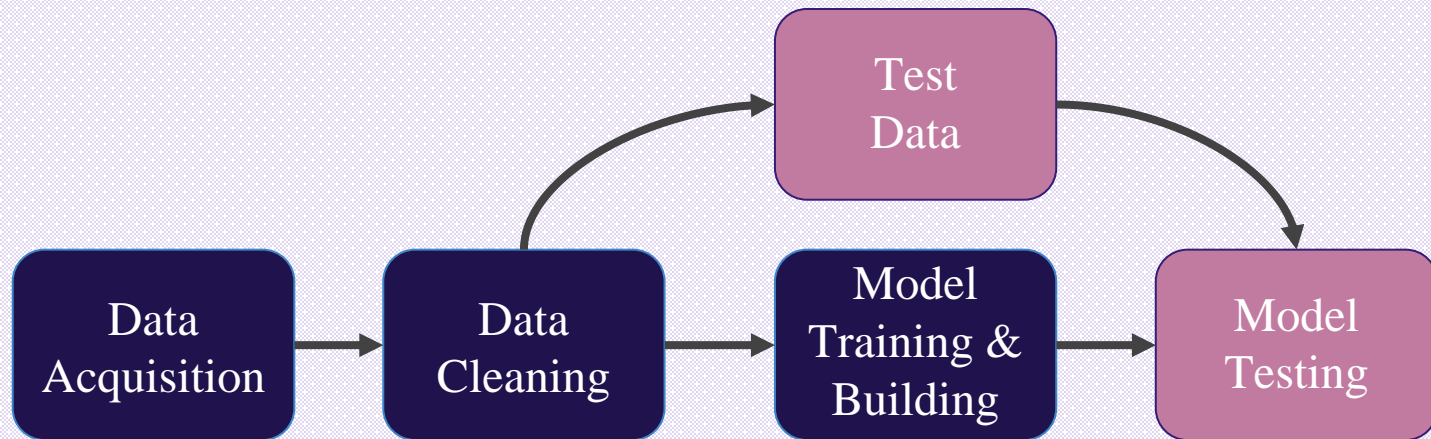 Test
Data
Data
Acquisition
Data
Cleaning
Model
Training &
Building
Model
Testing